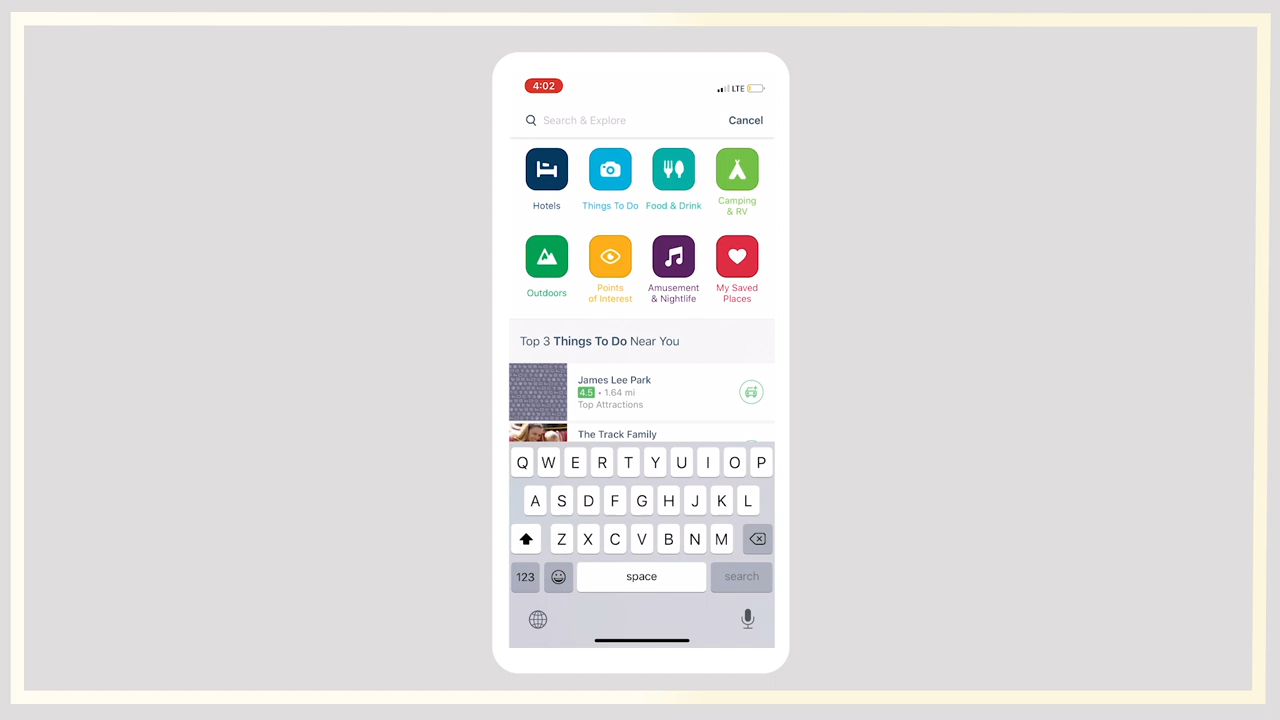 4:02
LTE
Search & Explore
Cancel
Hotels
Things To Do
Food & Drink
Camping
& RV
Outdoors
Points
of Interest
Amusement
& Nightlife
My Saved
Places
Top 3 Things To Do Near You
James Lee Park
4.5 • 1.64 mi
Top Attractions
The Track Family
Q W E R T Y U I O P
A S D F G H J K L
Z X C V B N M
123
space
search